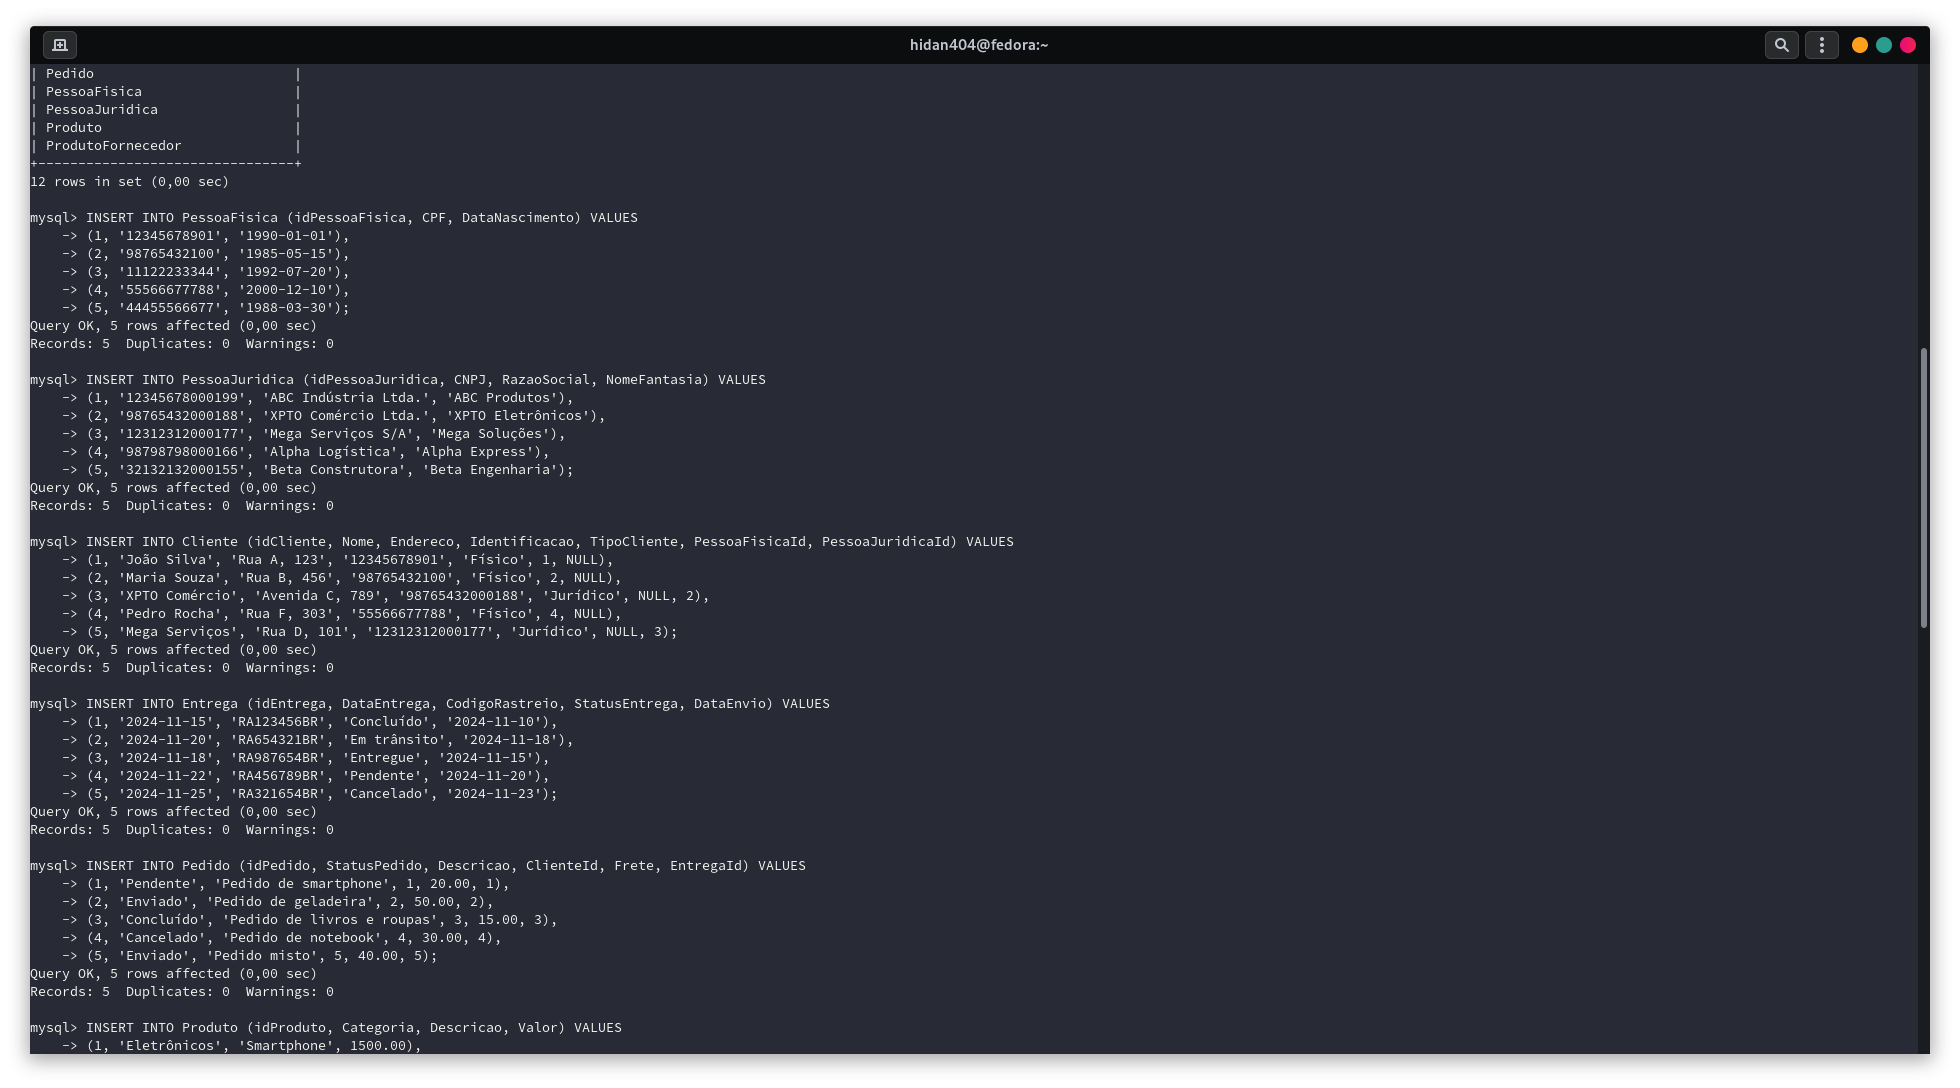 hidan404@fedora:~
| Pedido                         |
| PessoaFisica                   |
| PessoaJuridica                 |
| Produto                        |
| ProdutoFornecedor              |
+--------------------------------+
12 rows in set (0,00 sec)
mysql> INSERT INTO PessoaFisica (idPessoaFisica, CPF, DataNascimento) VALUES
    -> (1, '12345678901', '1990-01-01'),
    -> (2, '98765432100', '1985-05-15'),
    -> (3, '11122233344', '1992-07-20'),
    -> (4, '55566677788', '2000-12-10'),
    -> (5, '44455566677', '1988-03-30');
Query OK, 5 rows affected (0,00 sec)
Records: 5  Duplicates: 0  Warnings: 0
mysql> INSERT INTO PessoaJuridica (idPessoaJuridica, CNPJ, RazaoSocial, NomeFantasia) VALUES
    -> (1, '12345678000199', 'ABC Indústria Ltda.', 'ABC Produtos'),
    -> (2, '98765432000188', 'XPTO Comércio Ltda.', 'XPTO Eletrônicos'),
    -> (3, '12312312000177', 'Mega Serviços S/A', 'Mega Soluções'),
    -> (4, '98798798000166', 'Alpha Logística', 'Alpha Express'),
    -> (5, '32132132000155', 'Beta Construtora', 'Beta Engenharia');
Query OK, 5 rows affected (0,00 sec)
Records: 5  Duplicates: 0  Warnings: 0
mysql> INSERT INTO Cliente (idCliente, Nome, Endereco, Identificacao, TipoCliente, PessoaFisicaId, PessoaJuridicaId) VALUES
    -> (1, 'João Silva', 'Rua A, 123', '12345678901', 'Físico', 1, NULL),
    -> (2, 'Maria Souza', 'Rua B, 456', '98765432100', 'Físico', 2, NULL),
    -> (3, 'XPTO Comércio', 'Avenida C, 789', '98765432000188', 'Jurídico', NULL, 2),
    -> (4, 'Pedro Rocha', 'Rua F, 303', '55566677788', 'Físico', 4, NULL),
    -> (5, 'Mega Serviços', 'Rua D, 101', '12312312000177', 'Jurídico', NULL, 3);
Query OK, 5 rows affected (0,00 sec)
Records: 5  Duplicates: 0  Warnings: 0
mysql> INSERT INTO Entrega (idEntrega, DataEntrega, CodigoRastreio, StatusEntrega, DataEnvio) VALUES
    -> (1, '2024-11-15', 'RA123456BR', 'Concluído', '2024-11-10'),
    -> (2, '2024-11-20', 'RA654321BR', 'Em trânsito', '2024-11-18'),
    -> (3, '2024-11-18', 'RA987654BR', 'Entregue', '2024-11-15'),
    -> (4, '2024-11-22', 'RA456789BR', 'Pendente', '2024-11-20'),
    -> (5, '2024-11-25', 'RA321654BR', 'Cancelado', '2024-11-23');
Query OK, 5 rows affected (0,00 sec)
Records: 5  Duplicates: 0  Warnings: 0
mysql> INSERT INTO Pedido (idPedido, StatusPedido, Descricao, ClienteId, Frete, EntregaId) VALUES
    -> (1, 'Pendente', 'Pedido de smartphone', 1, 20.00, 1),
    -> (2, 'Enviado', 'Pedido de geladeira', 2, 50.00, 2),
    -> (3, 'Concluído', 'Pedido de livros e roupas', 3, 15.00, 3),
    -> (4, 'Cancelado', 'Pedido de notebook', 4, 30.00, 4),
    -> (5, 'Enviado', 'Pedido misto', 5, 40.00, 5);
Query OK, 5 rows affected (0,00 sec)
Records: 5  Duplicates: 0  Warnings: 0
mysql> INSERT INTO Produto (idProduto, Categoria, Descricao, Valor) VALUES
    -> (1, 'Eletrônicos', 'Smartphone', 1500.00),